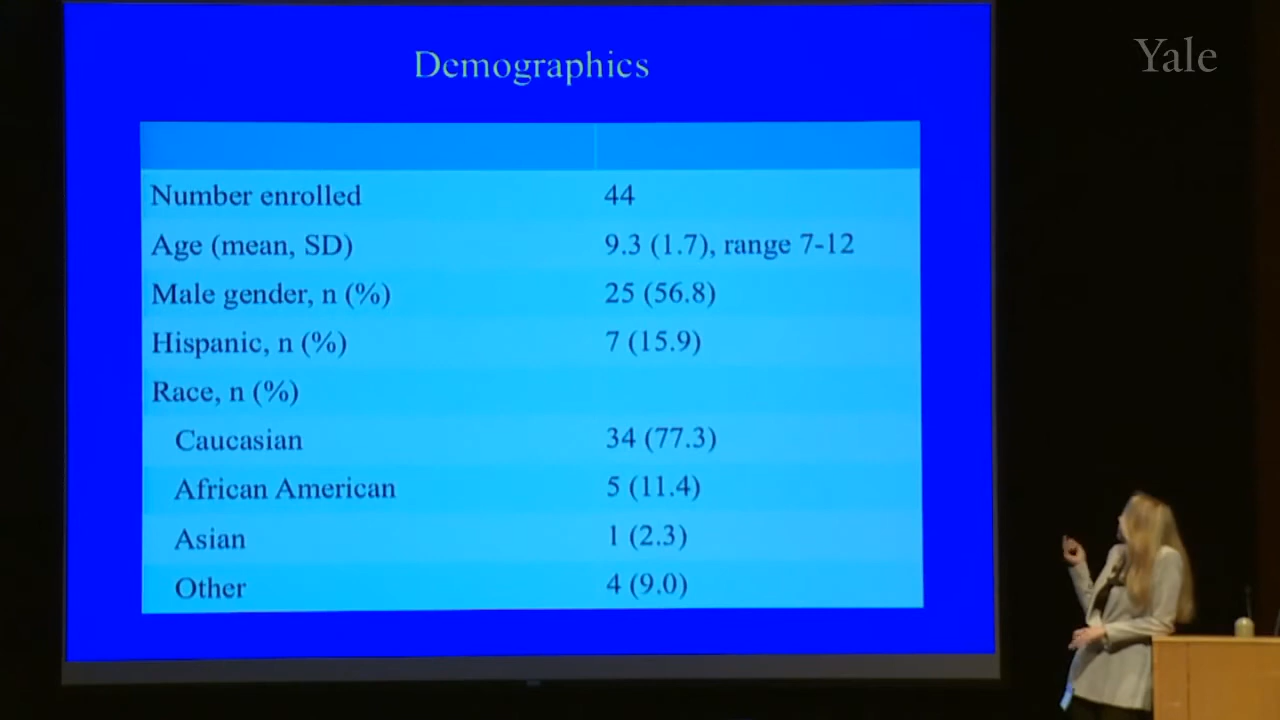 Yale
Demographics
Number enrolled 44
Age (mean, SD) 9.3 (1.7), range 7-12
Male gender, n (%) 25 (56.8)
Hispanic, n (%) 7 (15.9)
Race, n (%)
Caucasian 34 (77.3)
African American 5 (11.4)
Asian 1 (2.3)
Other 4 (9.0)